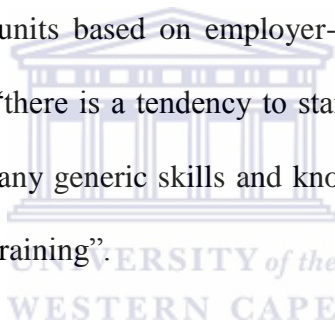 units based on employer-
“there is a tendency to star
any generic skills and kno
raining”.
UNIVERSITY of the
WESTERN CAPE